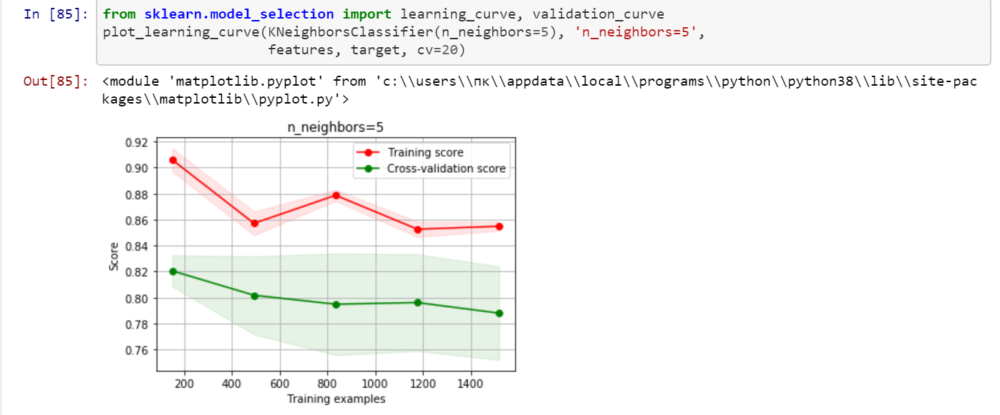 In [85]: from sklearn.model_selection import learning_curve, validation_curve
plot_learning_curve(KNeighborsClassifier(n_neighbors=5), 'n_neighbors=5',
features, target, cv=20)
Out[85]: <module 'matplotlib.pyplot' from 'c:\\users\\пк\\appdata\\local\\programs\\python\\python38\\lib\\site-pac
kages\\matplotlib\\pyplot.py'>
n_neighbors=5
Training score
Cross-validation score
Score
0.92
0.90
0.88
0.86
0.84
0.82
0.80
0.78
0.76
200 400 600 800 1000 1200 1400
Training examples